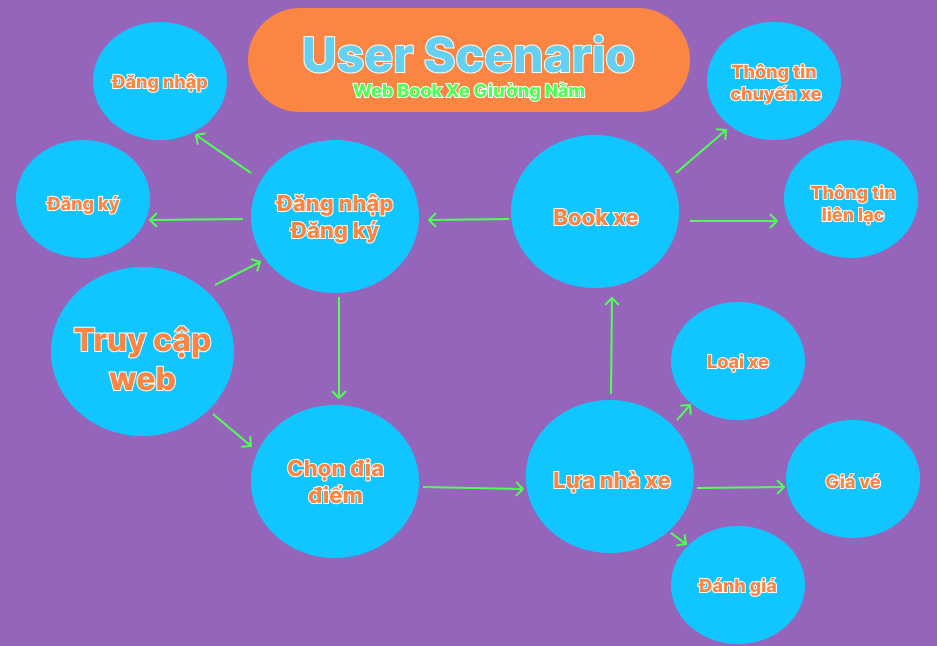 User Scenario
Web Book Xe Giường Nằm
Đăng nhập
Thông tin
chuyến xe
Đăng ký
Đăng nhập
Đăng ký
Book xe
Thông tin
liên lạc
Truy cập
web
Loại xe
Chọn địa
điểm
Lựa nhà xe
Giá vé
Đánh giá